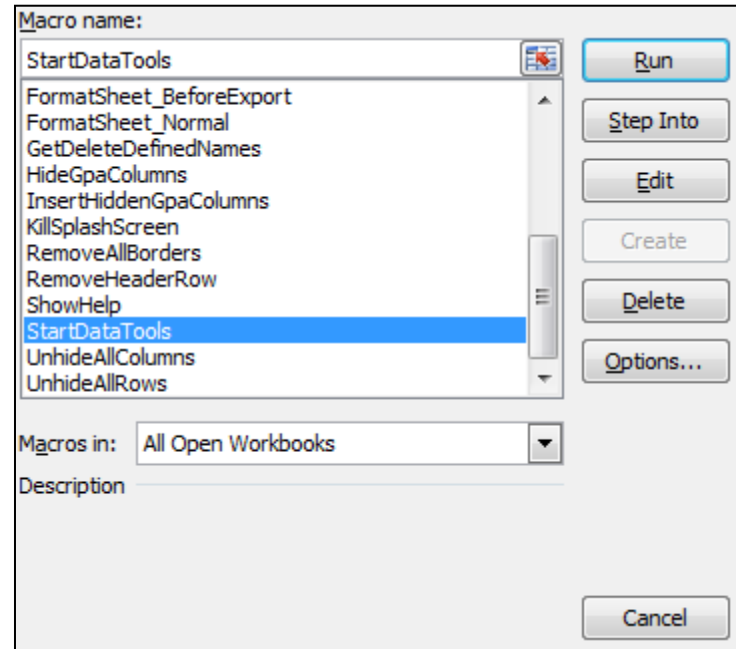 Macro name:
StartDataTools
Run
FormatSheet_BeforeExport
FormatSheet_Normal
GetDeleteDefinedNames
HideGpaColumns
InsertHiddenGpaColumns
KillSplashScreen
RemoveAllBorders
RemoveHeaderRow
ShowHelp
StartDataTools
UnhideAllColumns
UnhideAllRows
Step Into
Edit
Create
Delete
Options...
Macros in: All Open Workbooks
Description
Cancel